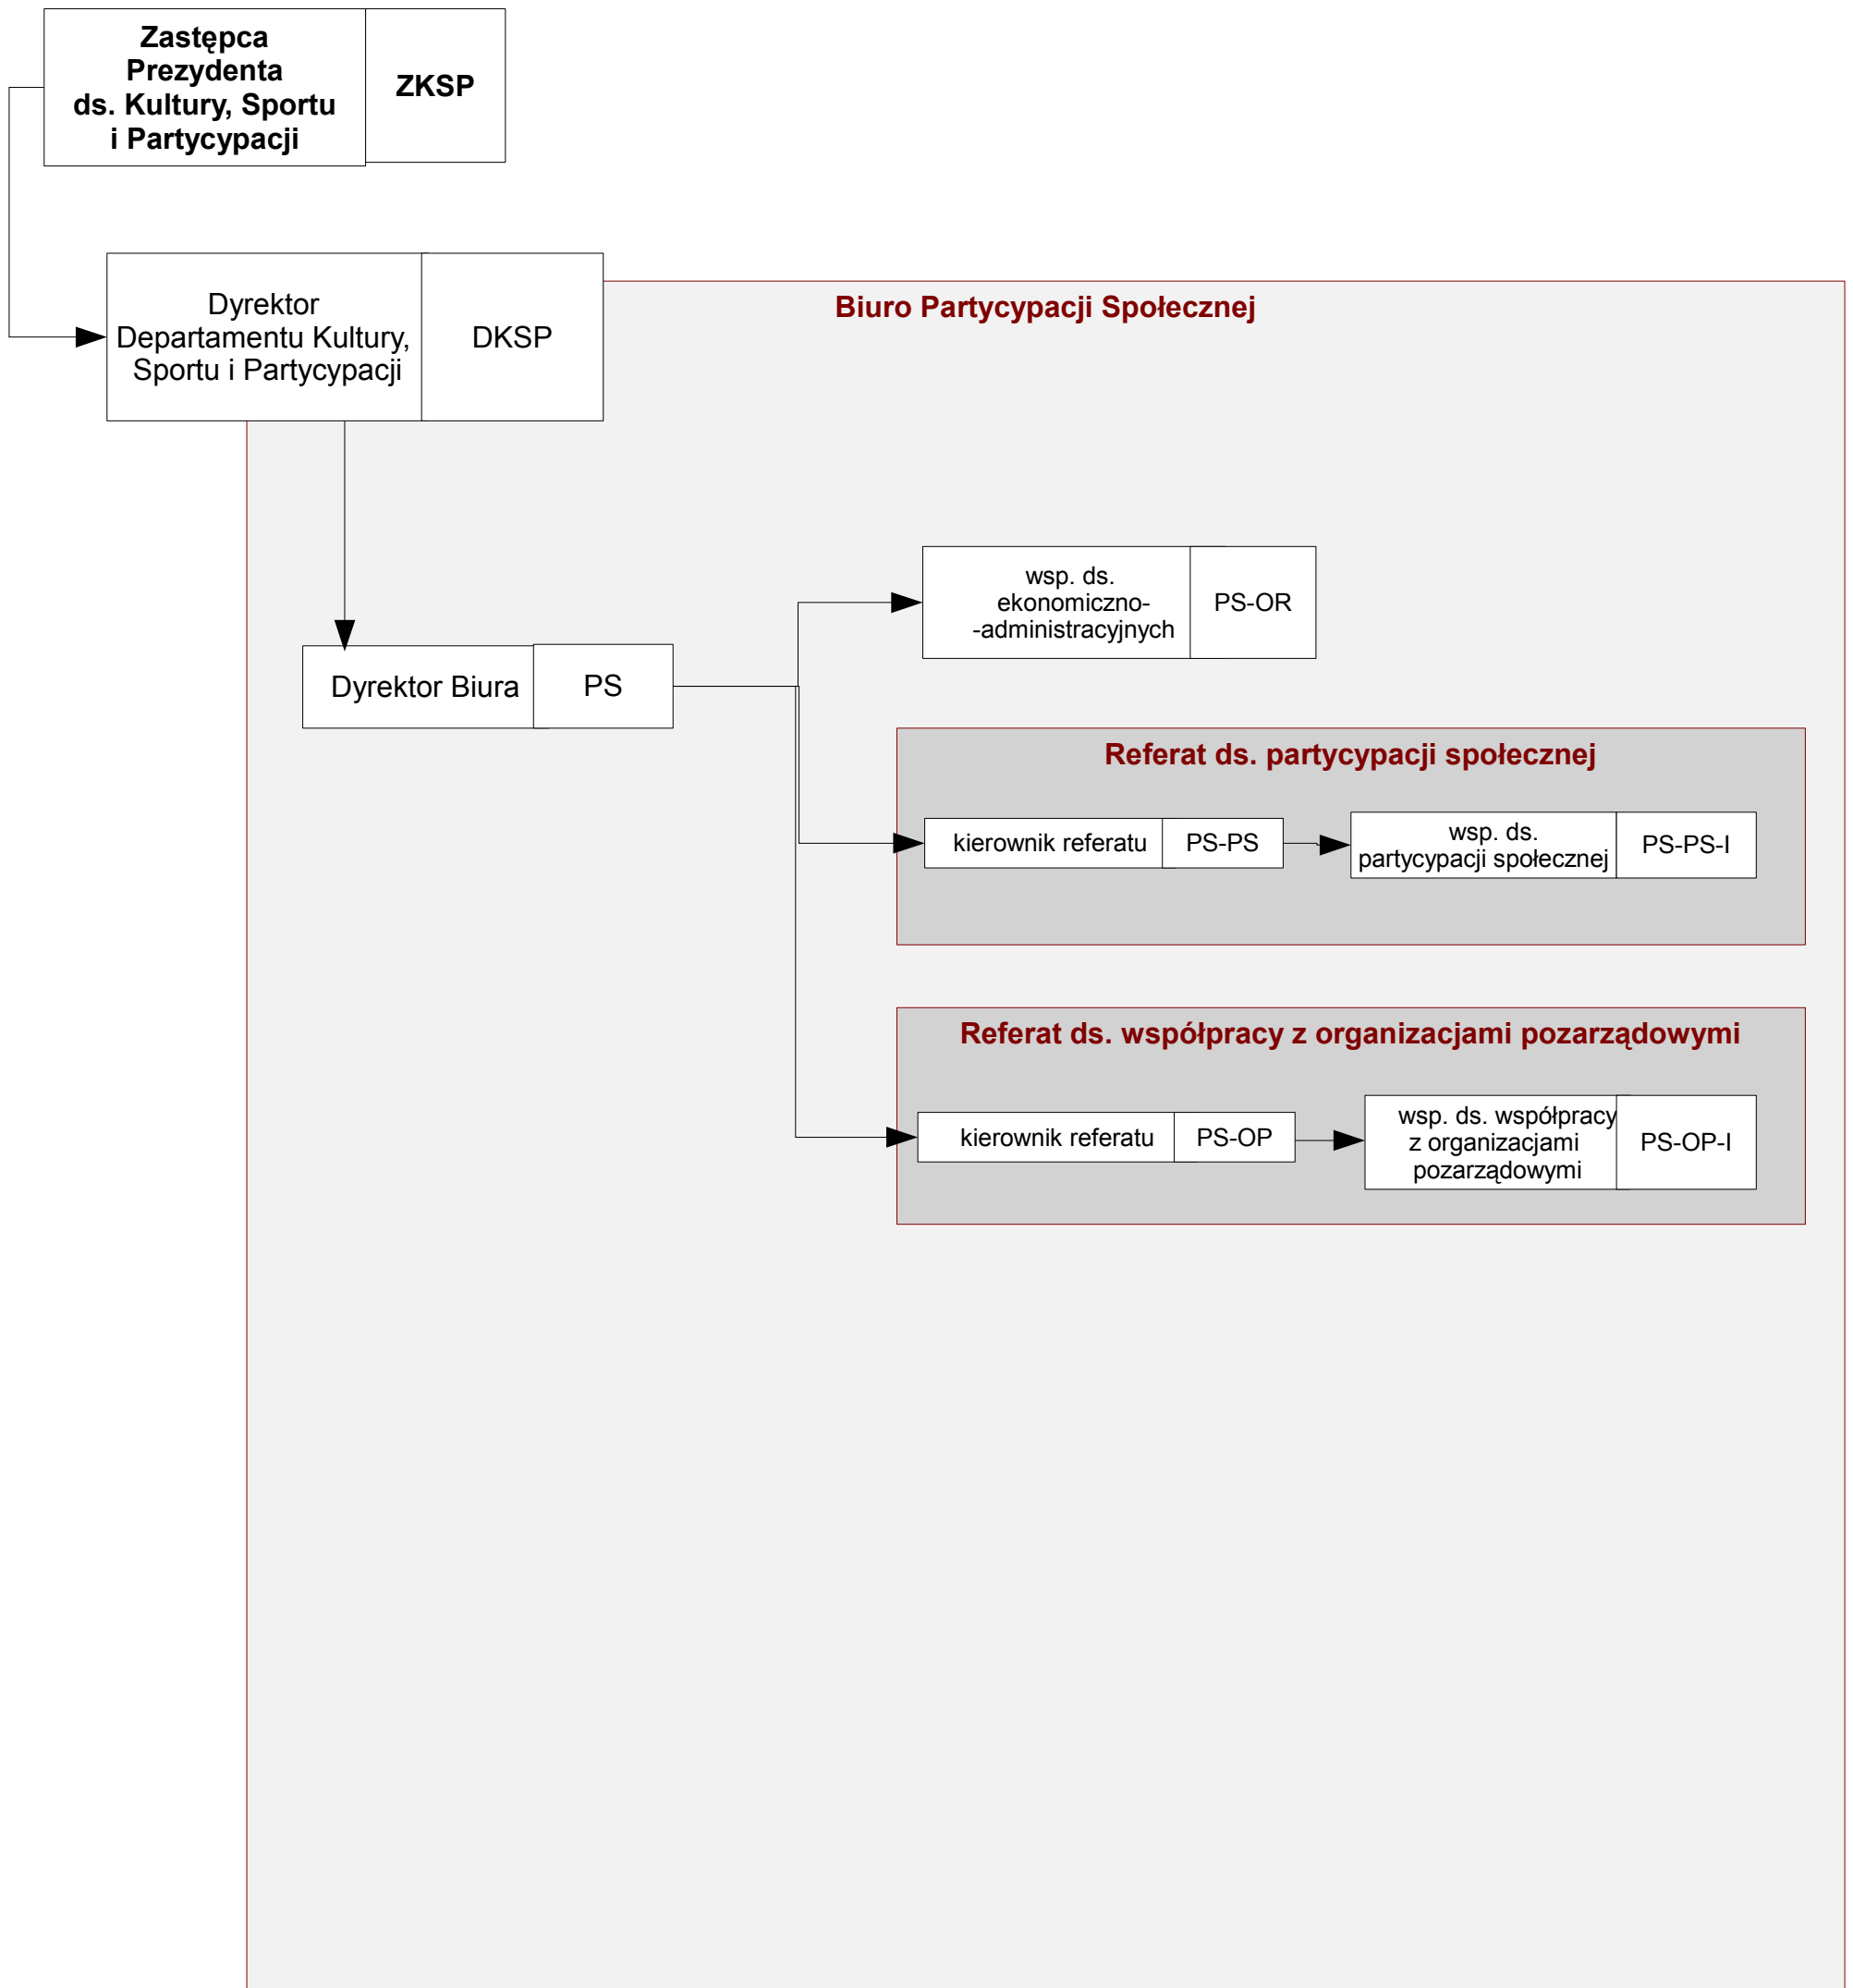 Zastępca
Prezydenta
ds. Kultury, Sportu
i Partycypacji
ZKSP
Dyrektor
Departamentu Kultury,
Sportu i Partycypacji
DKSP
Biuro Partycypacji Społecznej
wsp. ds.
ekonomiczno-
-administracyjnych
PS-OR
Dyrektor Biura
PS
Referat ds. partycypacji społecznej
kierownik referatu
PS-PS
wsp. ds.
partycypacji społecznej
PS-PS-I
Referat ds. współpracy z organizacjami pozarządowymi
kierownik referatu
PS-OP
wsp. ds. współpracy
z organizacjami
pozarządowymi
PS-OP-I